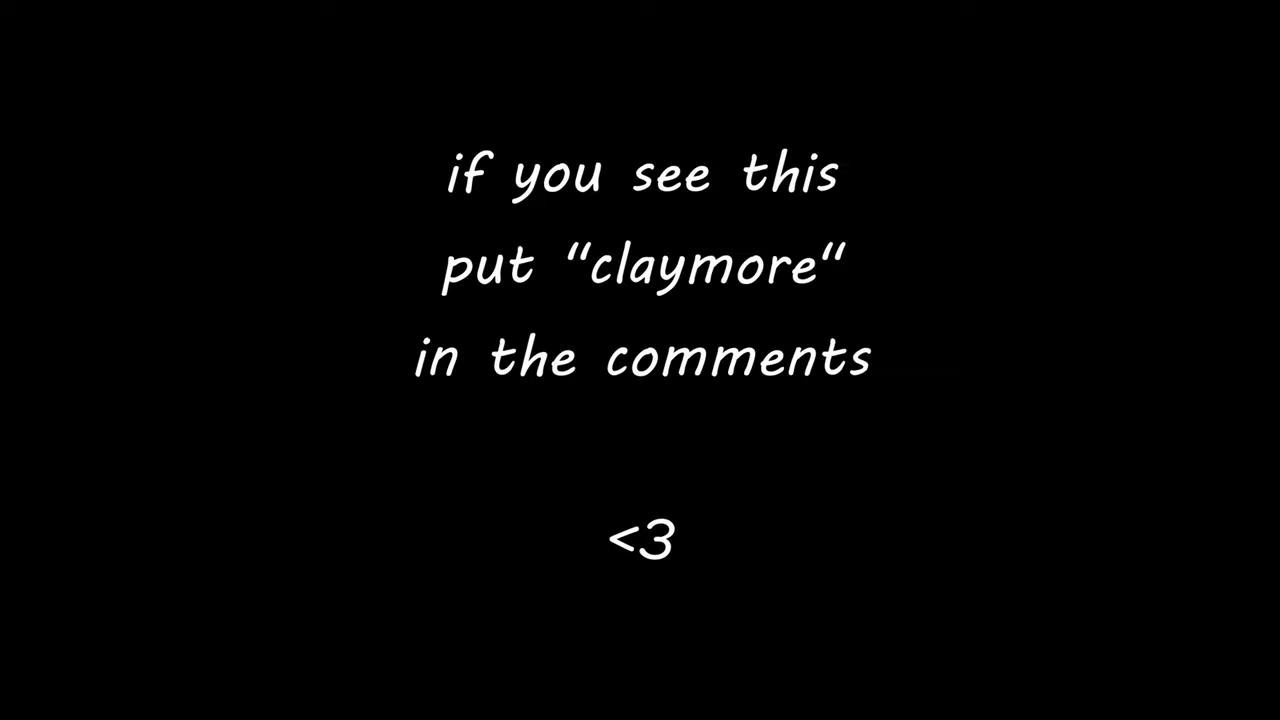 if you see this
put “claymore“
in the comments
<3